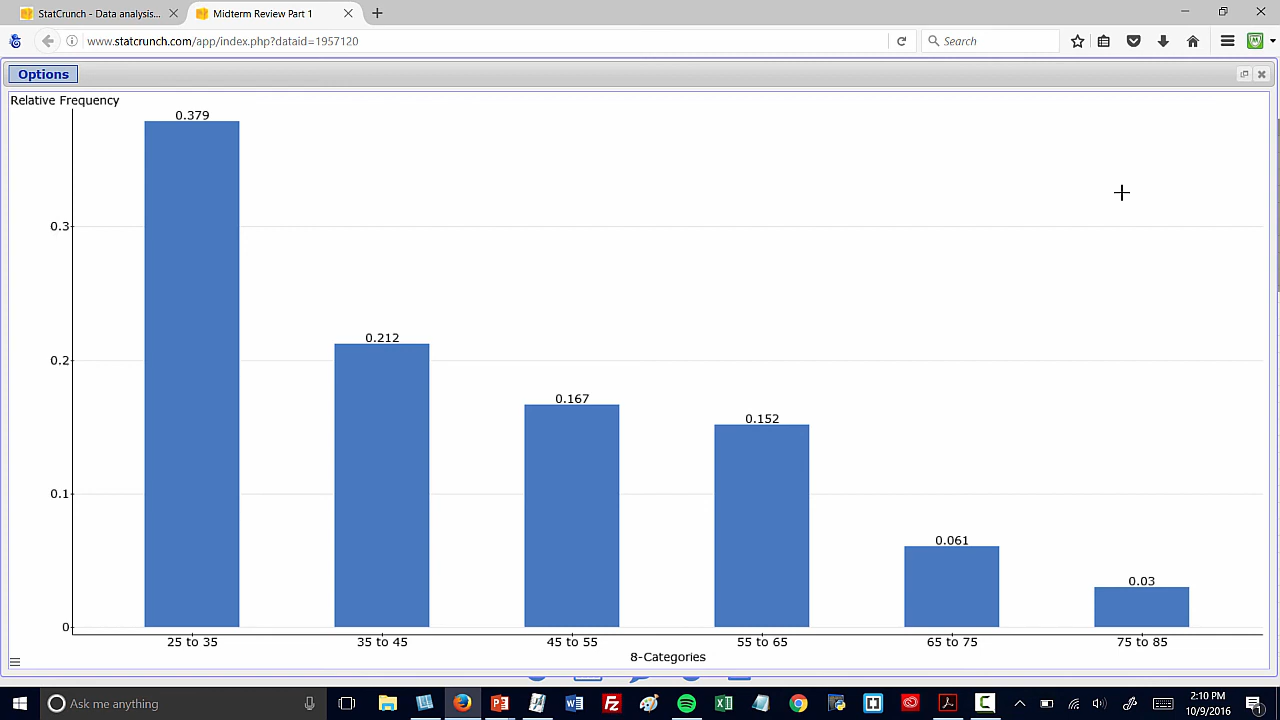 StatCrunch - Data analysis...
Midterm Review Part 1
www.statcrunch.com/app/index.php?dataid=1957120
Search
Options
Relative Frequency
0.379
0.3
0.212
0.2
0.167
0.152
0.1
0.061
0.03
0
25 to 35
35 to 45
45 to 55
55 to 65
65 to 75
75 to 85
8-Categories
Ask me anything
2:10 PM
10/9/2016